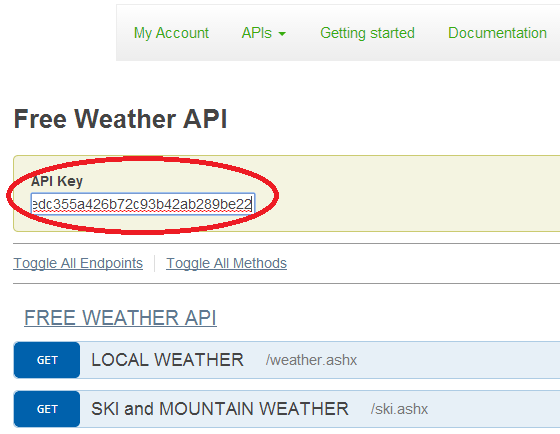 My Account APIs Getting started Documentation
Free Weather API
API Key
edc355a426b72c93b42ab289be22
Toggle All Endpoints Toggle All Methods
FREE WEATHER API
GET LOCAL WEATHER /weather.ashx
GET SKI and MOUNTAIN WEATHER /ski.ashx